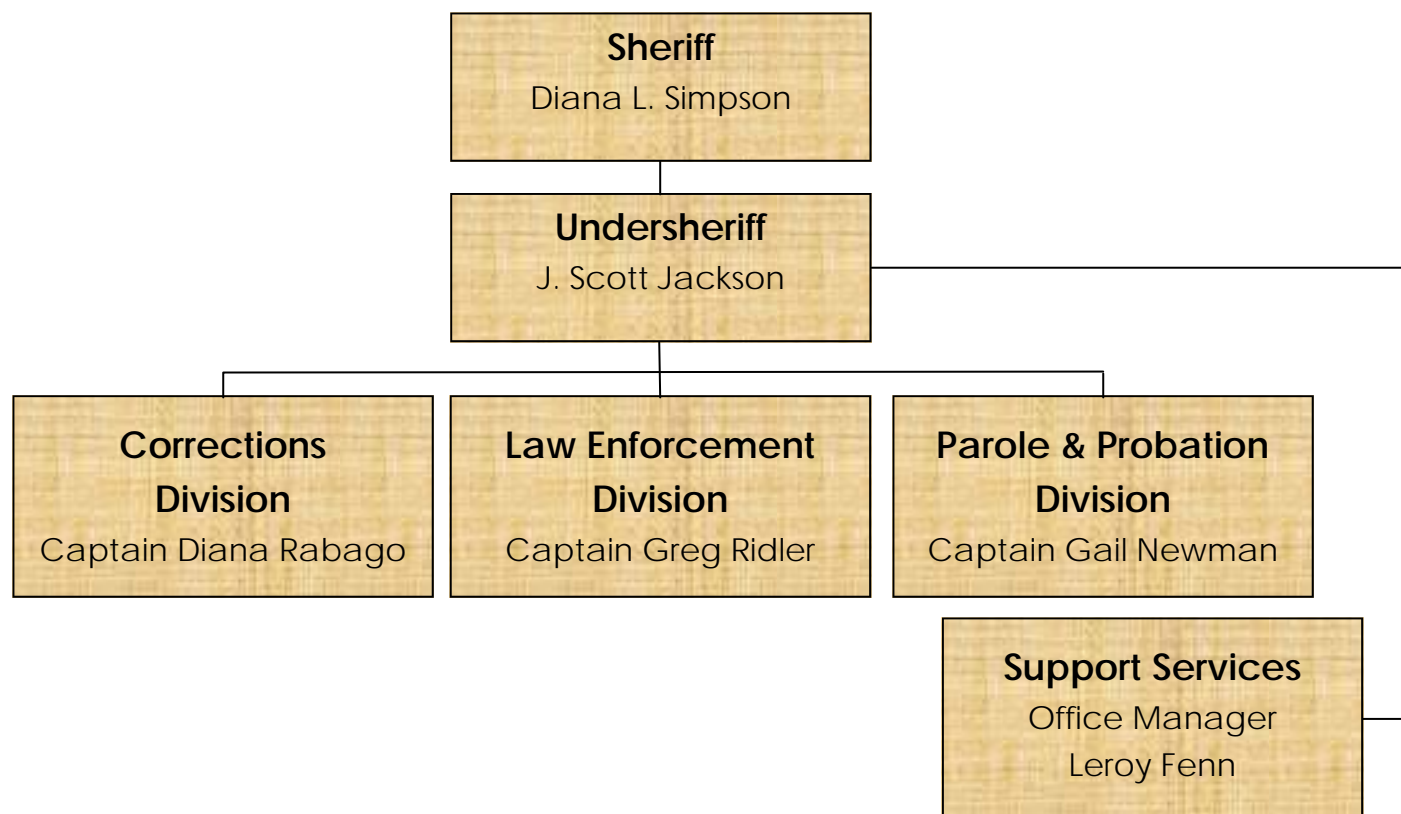 Sheriff
Diana L. Simpson
Undersheriff
J. Scott Jackson
Corrections
Division
Captain Diana Rabago
Law Enforcement
Division
Captain Greg Ridler
Parole & Probation
Division
Captain Gail Newman
Support Services
Office Manager
Leroy Fenn